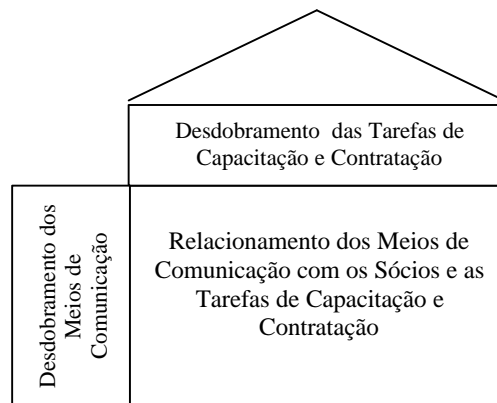 Desdobramento das Tarefas de
Capacitação e Contratação
Desdobramento dos
Meios de
Comunicação
Relacionamento dos Meios de
Comunicação com os Sócios e as
Tarefas de Capacitação e
Contratação